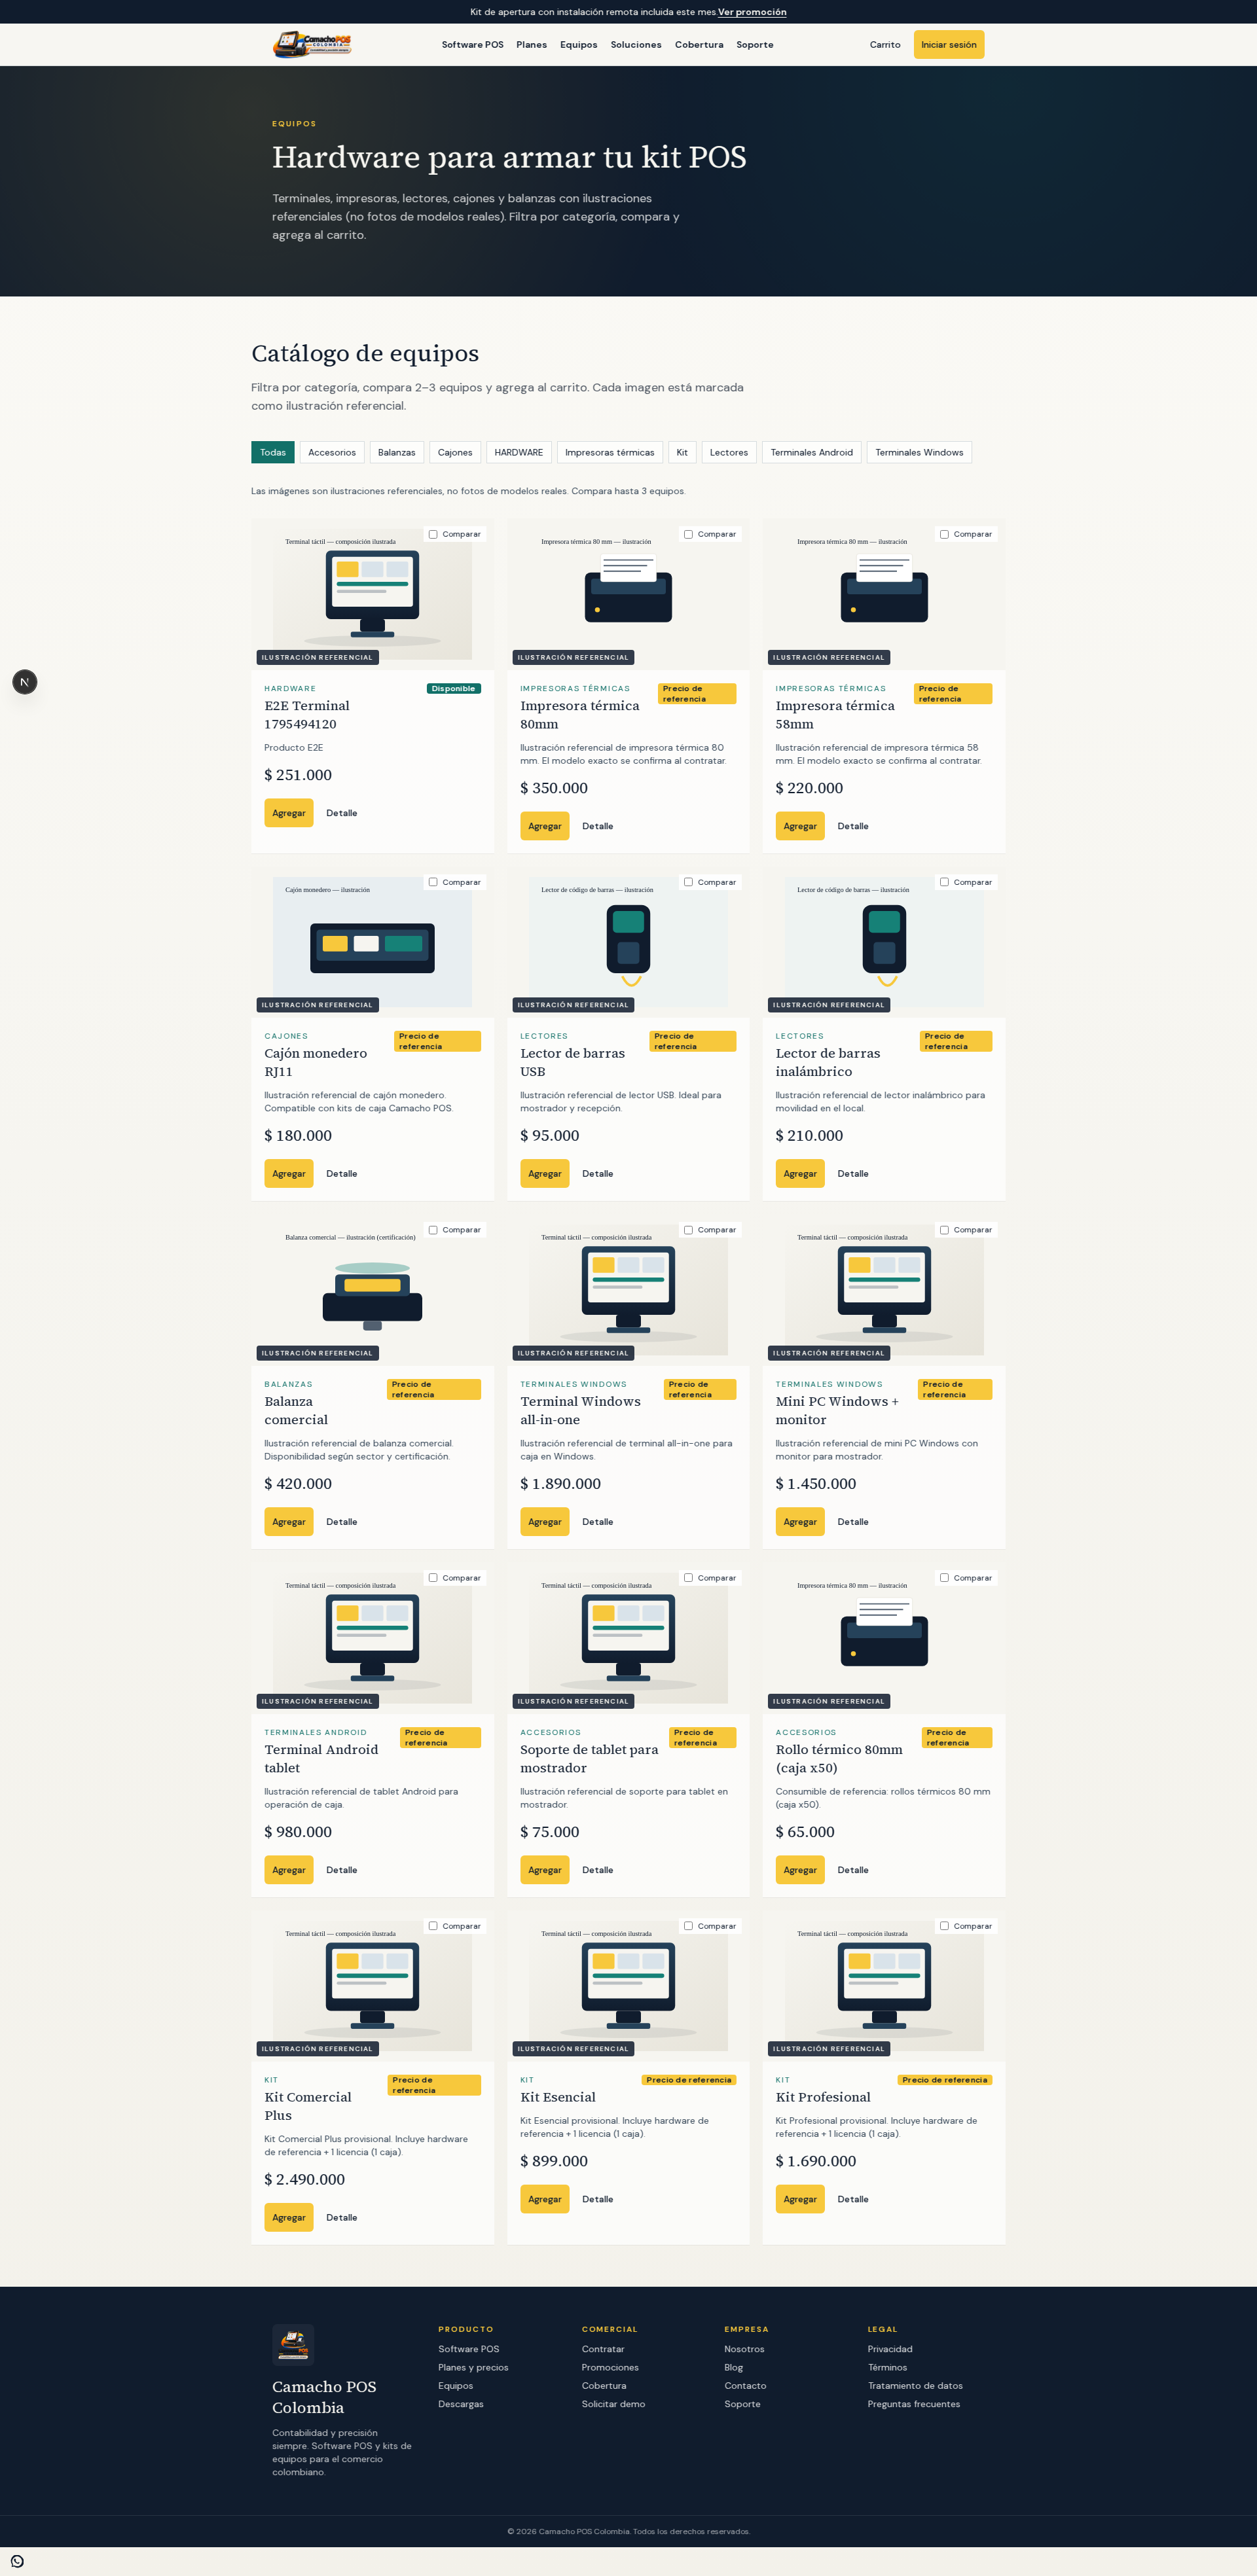 Kit de apertura con instalación remota incluida este mes Ver promoción
CamachoPOS
COLOMBIA
Software POS Planes Equipos Soluciones Cobertura Soporte
Carrito Iniciar sesión
EQUIPOS
Hardware para armar tu kit POS
Terminales, impresoras, lectores, cajones y balanzas con ilustraciones
referenciales (no fotos de modelos reales). Filtra por categoría, compara y
agrega al carrito.
Catálogo de equipos
Filtra por categoría, compara 2–3 equipos y agrega al carrito. Cada imagen está marcada
como ilustración referencial.
Todas Accesorios Balanzas Cajones HARDWARE Impresoras térmicas Kit Lectores Terminales Android Terminales Windows
Las imágenes son ilustraciones referenciales, no fotos de modelos reales. Compara hasta 3 equipos.
Terminal táctil — composición ilustrada
Comparar
ILUSTRACIÓN REFERENCIAL
HARDWARE
Disponible
E2E Terminal
1795494120
Producto E2E
$ 251.000
Agregar Detalle
Impresora térmica 80 mm — ilustración
Comparar
ILUSTRACIÓN REFERENCIAL
IMPRESORAS TÉRMICAS
Precio de
referencia
Impresora térmica
80mm
Ilustración referencial de impresora térmica 80
mm. El modelo exacto se confirma al contratar.
$ 350.000
Agregar Detalle
Impresora térmica 80 mm — ilustración
Comparar
ILUSTRACIÓN REFERENCIAL
IMPRESORAS TÉRMICAS
Precio de
referencia
Impresora térmica
58mm
Ilustración referencial de impresora térmica 58
mm. El modelo exacto se confirma al contratar.
$ 220.000
Agregar Detalle
Cajón monedero — ilustración
Comparar
ILUSTRACIÓN REFERENCIAL
CAJONES
Precio de
referencia
Cajón monedero
RJ11
Ilustración referencial de cajón monedero.
Compatible con kits de caja Camacho POS.
$ 180.000
Agregar Detalle
Lector de código de barras — ilustración
Comparar
ILUSTRACIÓN REFERENCIAL
LECTORES
Precio de
referencia
Lector de barras
USB
Ilustración referencial de lector USB. Ideal para
mostrador y recepción.
$ 95.000
Agregar Detalle
Lector de código de barras — ilustración
Comparar
ILUSTRACIÓN REFERENCIAL
LECTORES
Precio de
referencia
Lector de barras
inalámbrico
Ilustración referencial de lector inalámbrico para
movilidad en el local.
$ 210.000
Agregar Detalle
Balanza comercial — ilustración (certificación)
Comparar
ILUSTRACIÓN REFERENCIAL
BALANZAS
Precio de
referencia
Balanza
comercial
Ilustración referencial de balanza comercial.
Disponibilidad según sector y certificación.
$ 420.000
Agregar Detalle
Terminal táctil — composición ilustrada
Comparar
ILUSTRACIÓN REFERENCIAL
TERMINALES WINDOWS
Precio de
referencia
Terminal Windows
all-in-one
Ilustración referencial de terminal all-in-one para
caja en Windows.
$ 1.890.000
Agregar Detalle
Terminal táctil — composición ilustrada
Comparar
ILUSTRACIÓN REFERENCIAL
TERMINALES WINDOWS
Precio de
referencia
Mini PC Windows +
monitor
Ilustración referencial de mini PC Windows con
monitor para mostrador.
$ 1.450.000
Agregar Detalle
Terminal táctil — composición ilustrada
Comparar
ILUSTRACIÓN REFERENCIAL
TERMINALES ANDROID
Precio de
referencia
Terminal Android
tablet
Ilustración referencial de tablet Android para
operación de caja.
$ 980.000
Agregar Detalle
Terminal táctil — composición ilustrada
Comparar
ILUSTRACIÓN REFERENCIAL
ACCESORIOS
Precio de
referencia
Soporte de tablet para
mostrador
Ilustración referencial de soporte para tablet en
mostrador.
$ 75.000
Agregar Detalle
Impresora térmica 80 mm — ilustración
Comparar
ILUSTRACIÓN REFERENCIAL
ACCESORIOS
Precio de
referencia
Rollo térmico 80mm
(caja x50)
Consumible de referencia: rollos térmicos 80 mm
(caja x50).
$ 65.000
Agregar Detalle
Terminal táctil — composición ilustrada
Comparar
ILUSTRACIÓN REFERENCIAL
KIT
Precio de
referencia
Kit Comercial
Plus
Kit Comercial Plus provisional. Incluye hardware
de referencia + 1 licencia (1 caja).
$ 2.490.000
Agregar Detalle
Terminal táctil — composición ilustrada
Comparar
ILUSTRACIÓN REFERENCIAL
KIT
Precio de referencia
Kit Esencial
Kit Esencial provisional. Incluye hardware de
referencia + 1 licencia (1 caja).
$ 899.000
Agregar Detalle
Terminal táctil — composición ilustrada
Comparar
ILUSTRACIÓN REFERENCIAL
KIT
Precio de referencia
Kit Profesional
Kit Profesional provisional. Incluye hardware de
referencia + 1 licencia (1 caja).
$ 1.690.000
Agregar Detalle
Camacho POS
Colombia
Contabilidad y precisión
siempre. Software POS y kits de
equipos para el comercio
colombiano.
PRODUCTO
Software POS
Planes y precios
Equipos
Descargas
COMERCIAL
Contratar
Promociones
Cobertura
Solicitar demo
EMPRESA
Nosotros
Blog
Contacto
Soporte
LEGAL
Privacidad
Términos
Tratamiento de datos
Preguntas frecuentes
© 2026 Camacho POS Colombia. Todos los derechos reservados.